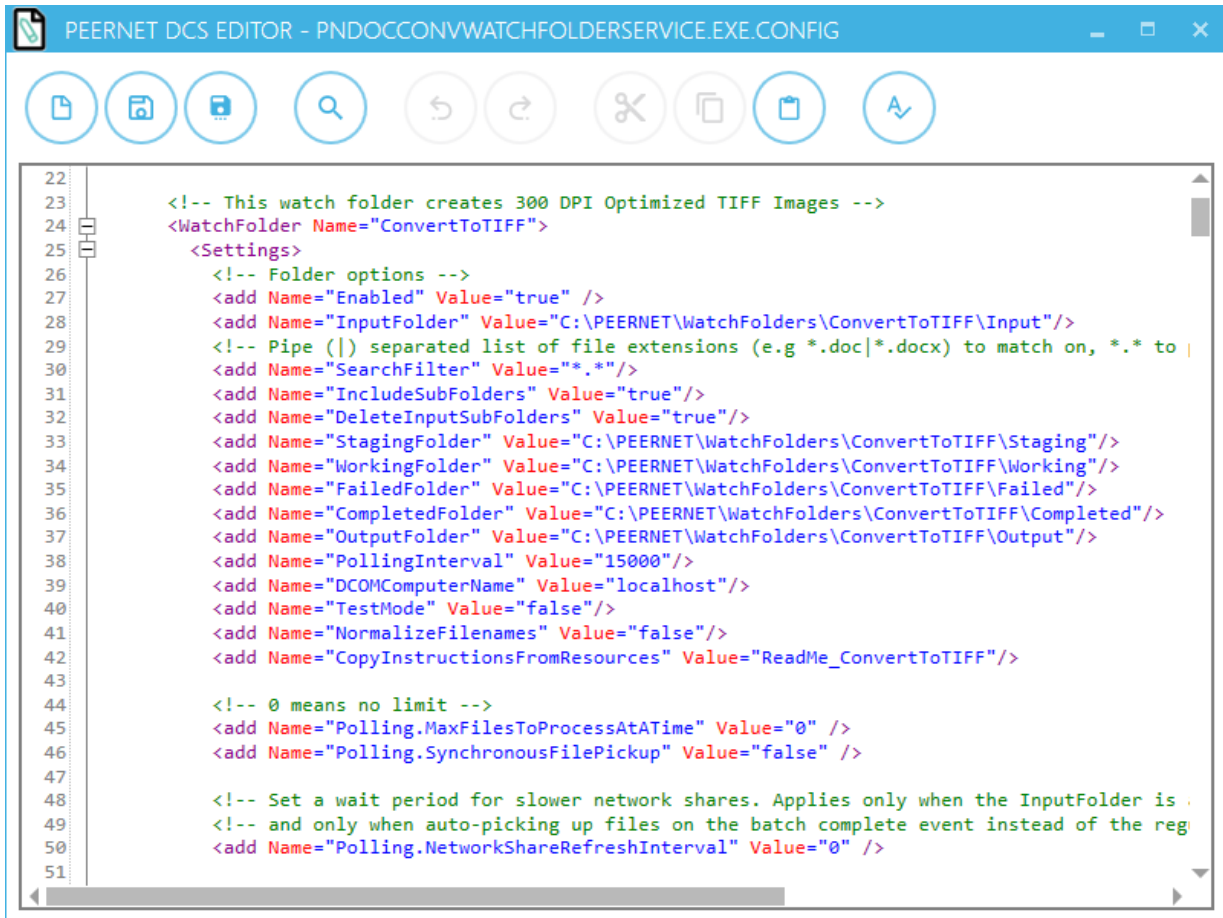 PEERNET DCS EDITOR - PNDOCCONVWATCHFOLDERSERVICE.EXE.CONFIG
22
23 <!-- This watch folder creates 300 DPI Optimized TIFF Images -->
24 <WatchFolder Name="ConvertToTIFF">
25 <Settings>
26 <!-- Folder options -->
27 <add Name="Enabled" Value="true" />
28 <add Name="InputFolder" Value="C:\PEERNET\WatchFolders\ConvertToTIFF\Input"/>
29 <!-- Pipe (|) separated list of file extensions (e.g *.doc|*.docx) to match on, *.* to
30 <add Name="SearchFilter" Value="*.*"/>
31 <add Name="IncludeSubFolders" Value="true"/>
32 <add Name="DeleteInputSubFolders" Value="true"/>
33 <add Name="StagingFolder" Value="C:\PEERNET\WatchFolders\ConvertToTIFF\Staging"/>
34 <add Name="WorkingFolder" Value="C:\PEERNET\WatchFolders\ConvertToTIFF\Working"/>
35 <add Name="FailedFolder" Value="C:\PEERNET\WatchFolders\ConvertToTIFF\Failed"/>
36 <add Name="CompletedFolder" Value="C:\PEERNET\WatchFolders\ConvertToTIFF\Completed"/>
37 <add Name="OutputFolder" Value="C:\PEERNET\WatchFolders\ConvertToTIFF\Output"/>
38 <add Name="PollingInterval" Value="15000"/>
39 <add Name="DCOMComputerName" Value="localhost"/>
40 <add Name="TestMode" Value="false"/>
41 <add Name="NormalizeFilenames" Value="false"/>
42 <add Name="CopyInstructionsFromResources" Value="ReadMe_ConvertToTIFF"/>
43
44 <!-- 0 means no limit -->
45 <add Name="Polling.MaxFilesToProcessAtATime" Value="0" />
46 <add Name="Polling.SynchronousFilePickup" Value="false" />
47
48 <!-- Set a wait period for slower network shares. Applies only when the InputFolder is
49 <!-- and only when auto-picking up files on the batch complete event instead of the reg
50 <add Name="Polling.NetworkShareRefreshInterval" Value="0" />
51